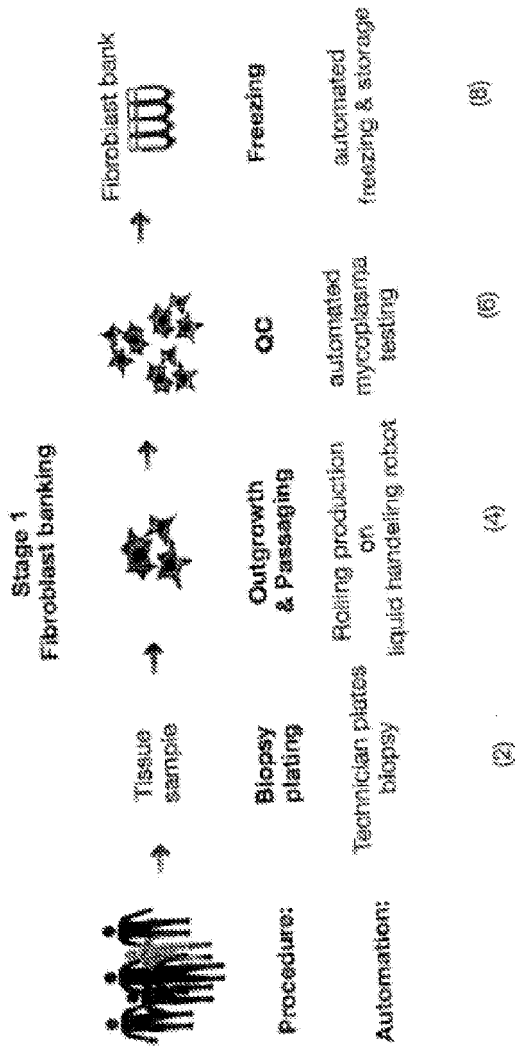 Stage 1
Fibroblast banking
Tissue
sample
Fibroblast bank
Procedure:
Biopsy
plating
Outgrowth
& Passaging
QC
Freezing
Automation:
Technician plates
biopsy
Rolling production
on
liquid handeling robot
automated
mycoplasma
testing
automated
freezing & storage
(2)
(4)
(6)
(8)